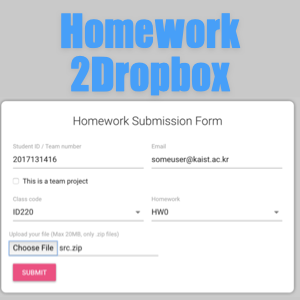 Homework
2Dropbox
Homework Submission Form
Student ID / Team number Email
2017131416 someuser@kaist.ac.kr
This is a team project
Class code Homework
ID220 HW0
Upload your file (Max 20MB, only .zip files)
Choose File src.zip
SUBMIT